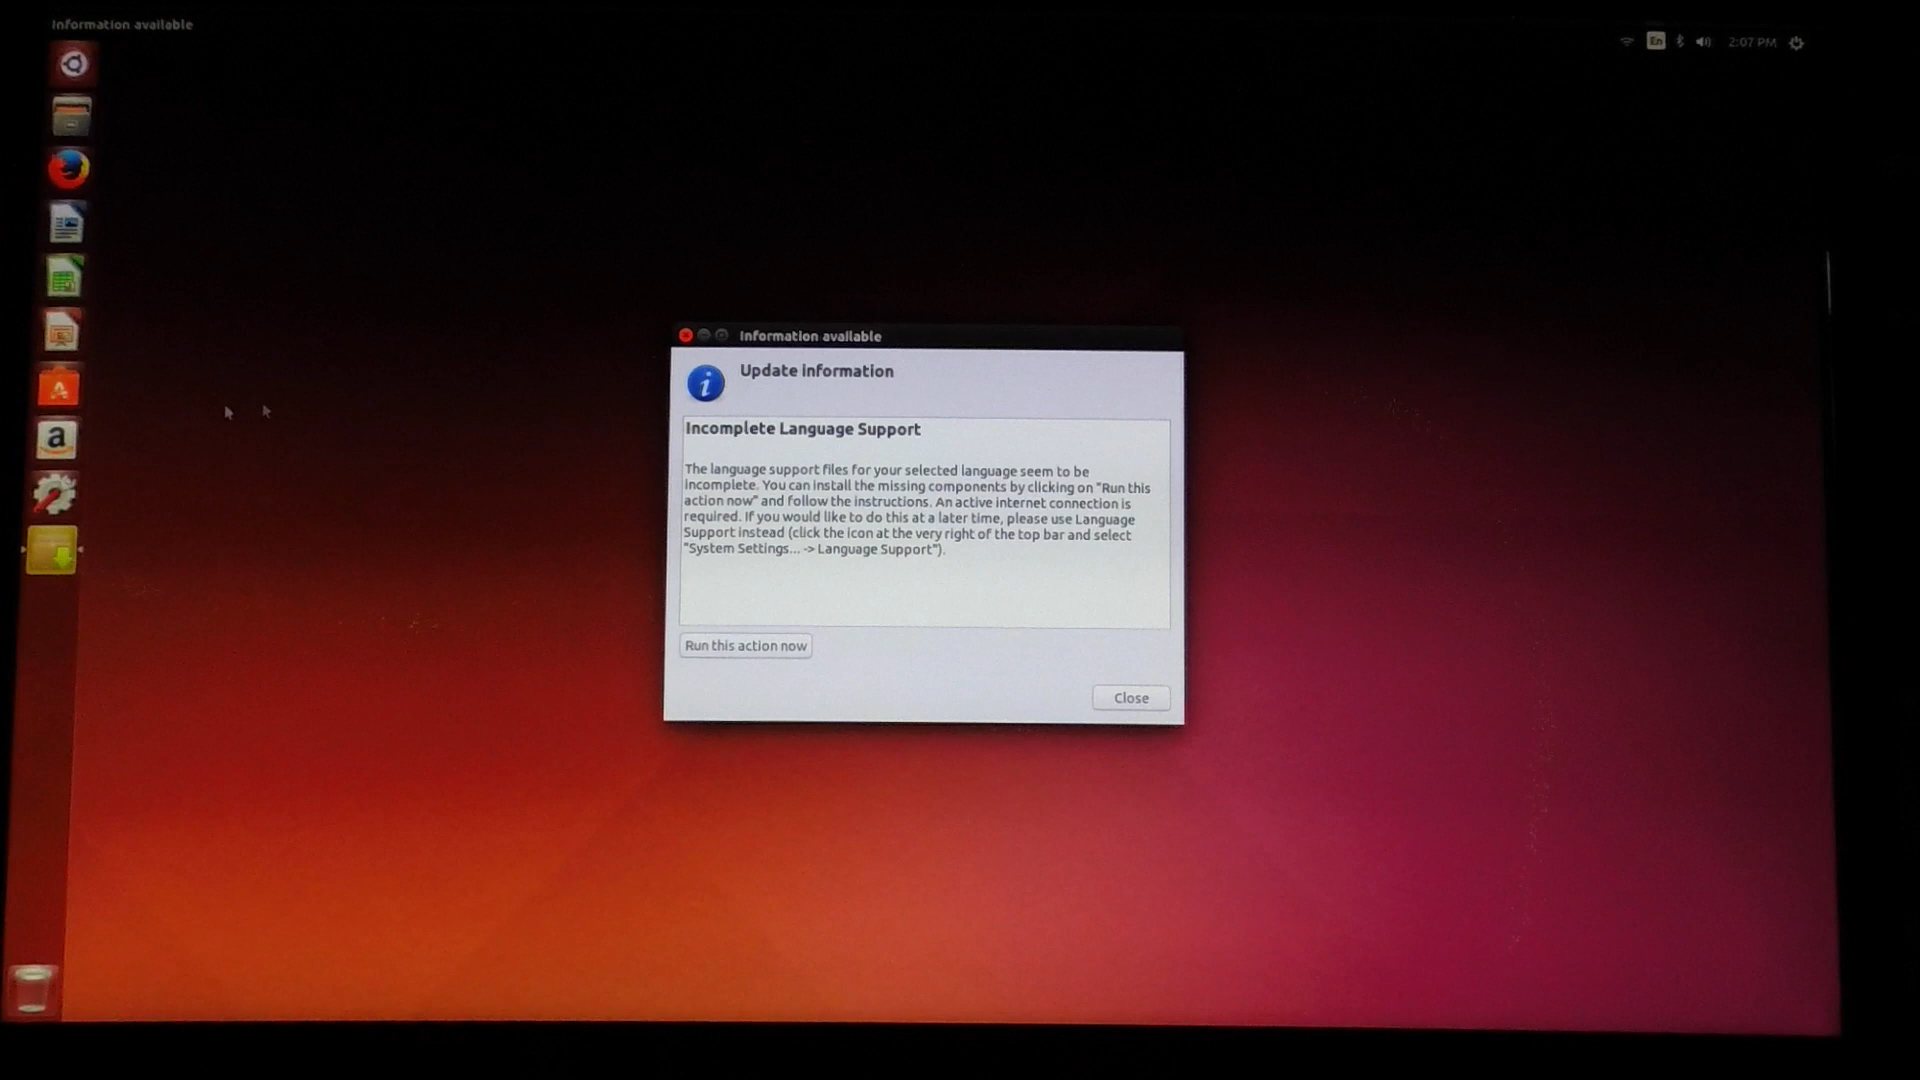 Information available
En
2:07 PM
Information available
Update information
Incomplete Language Support
The language support files for your selected language seem to be
incomplete. You can install the missing components by clicking on "Run this
action now" and follow the instructions. An active internet connection is
required. If you would like to do this at a later time, please use Language
Support instead (click the icon at the very right of the top bar and select
"System Settings... -> Language Support").
Run this action now
Close
a